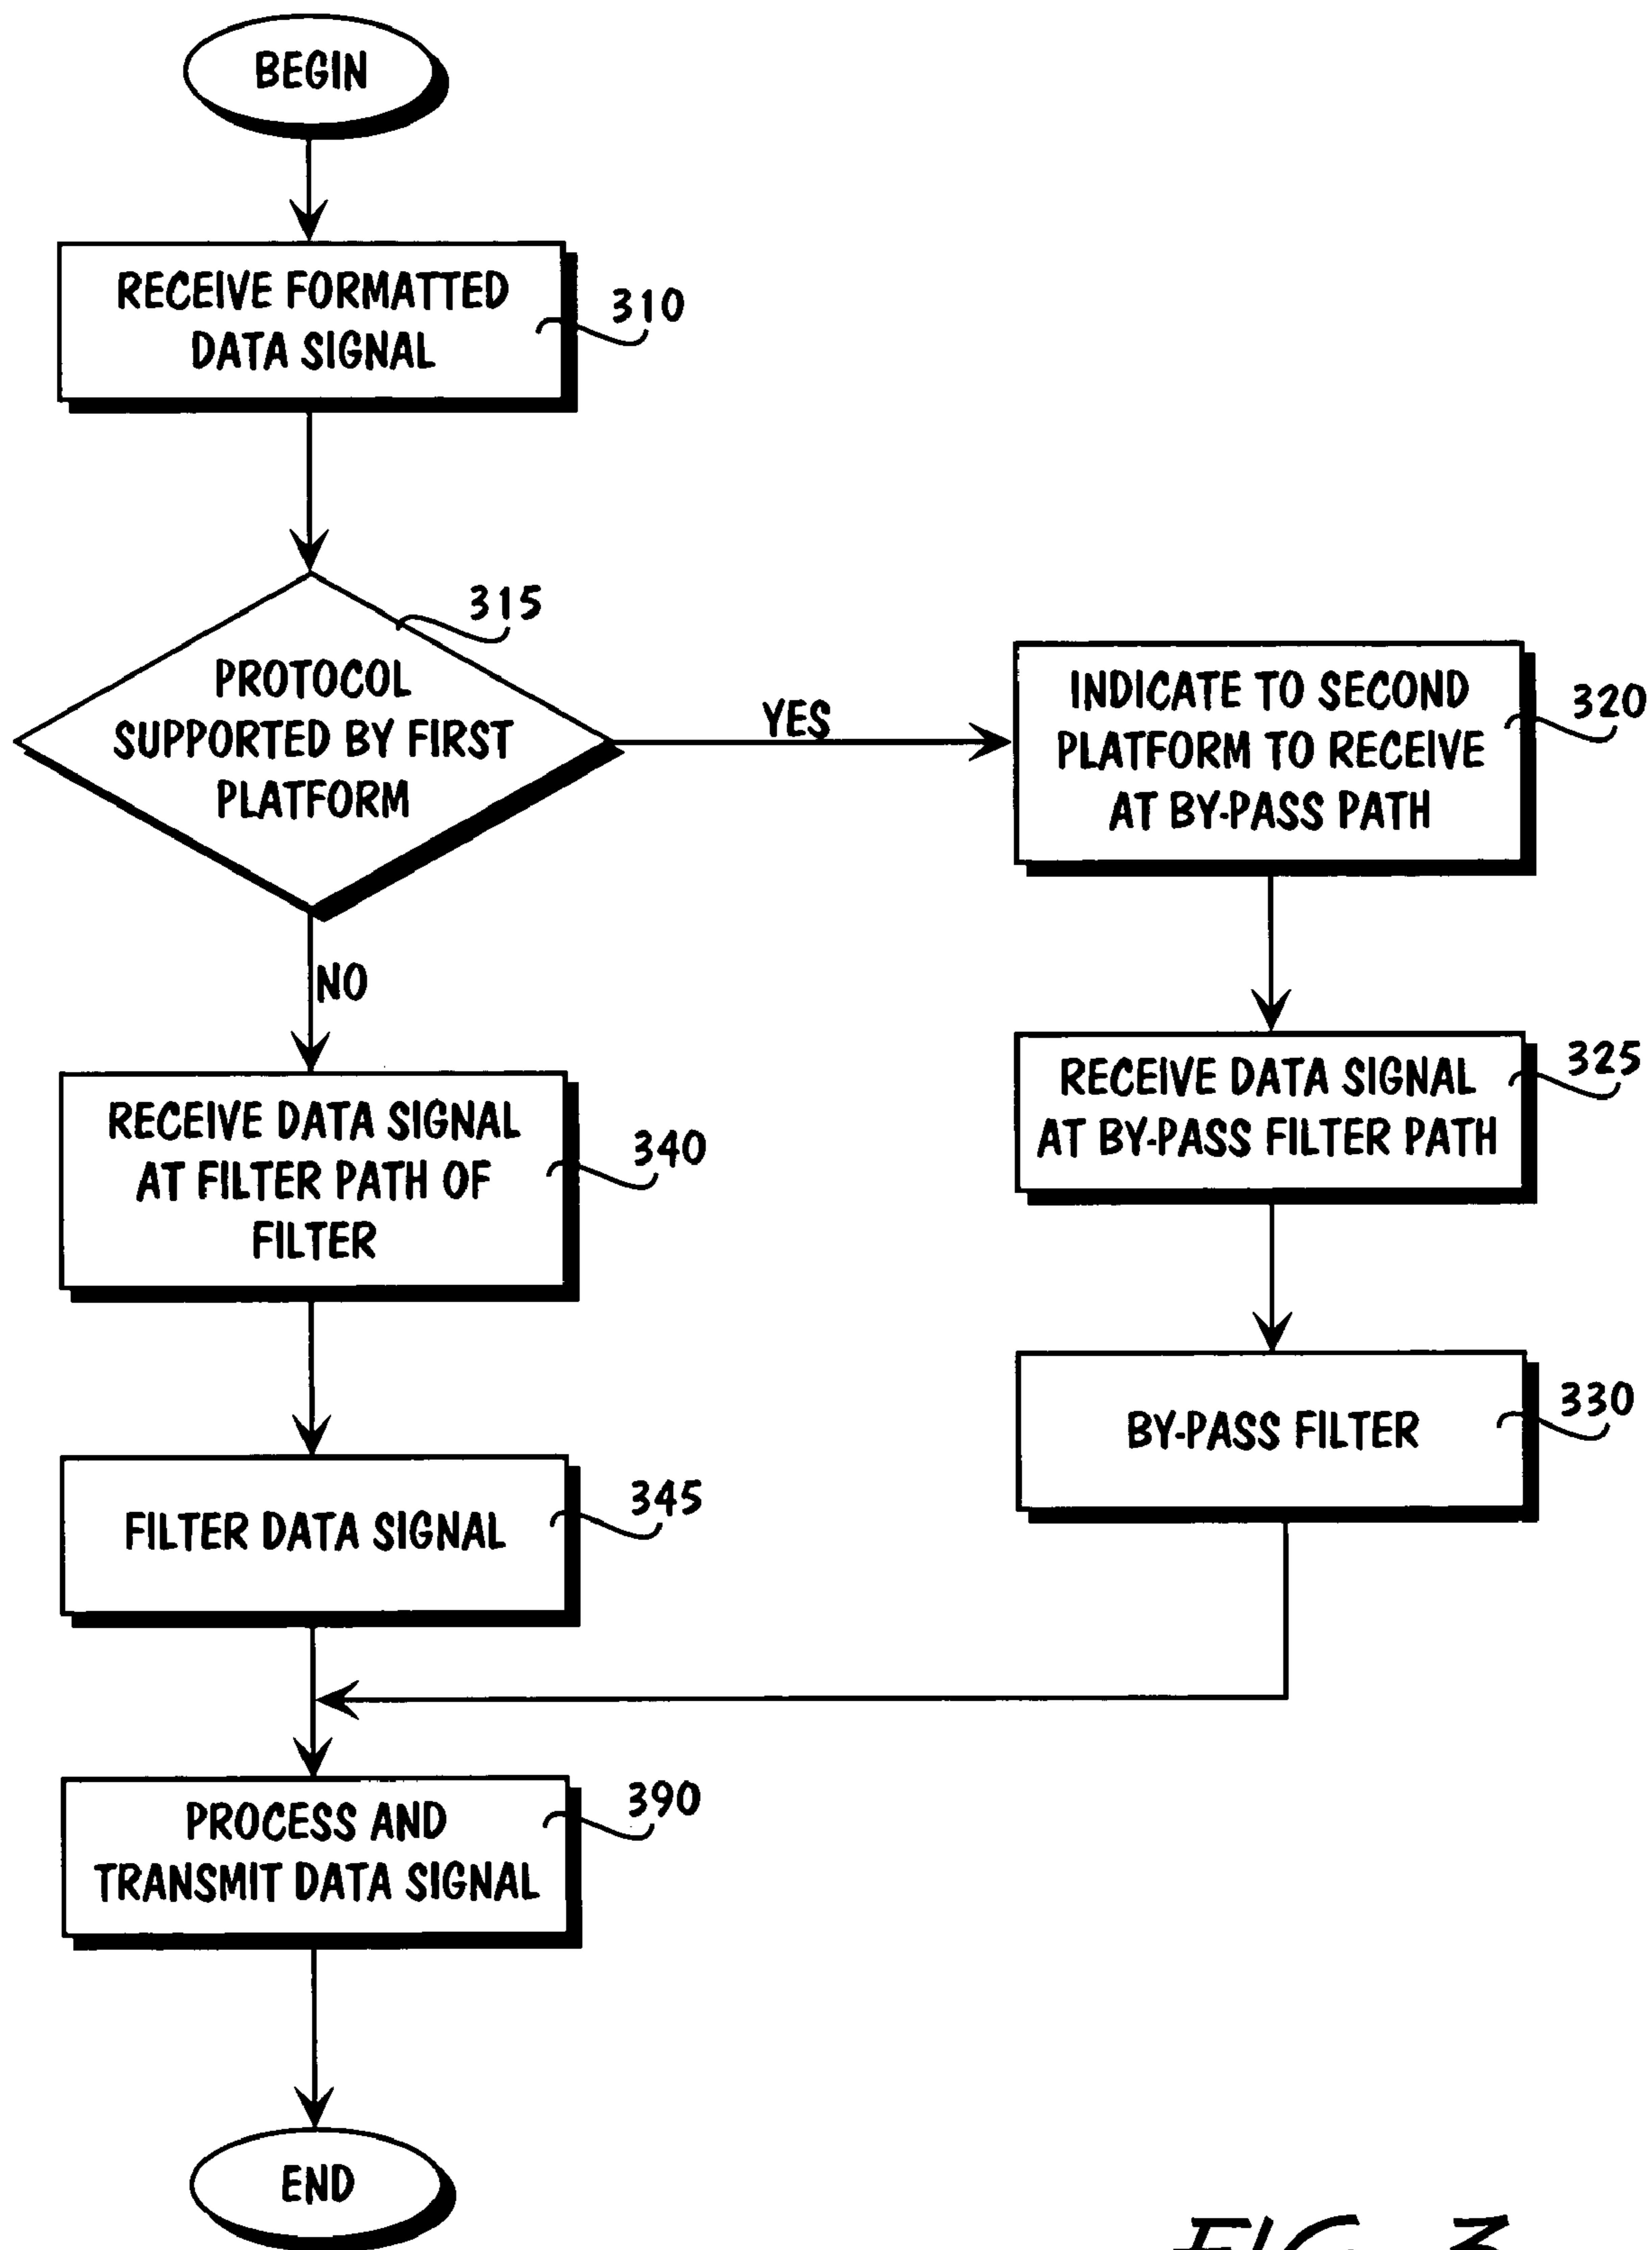 BEGIN
RECEIVE FORMATTED
DATA SIGNAL
310
315
PROTOCOL
SUPPORTED BY FIRST
PLATFORM
YES
INDICATE TO SECOND
PLATFORM TO RECEIVE
AT BY-PASS PATH
320
NO
RECEIVE DATA SIGNAL
AT BY-PASS FILTER PATH
325
RECEIVE DATA SIGNAL
AT FILTER PATH OF
FILTER
340
BY-PASS FILTER
330
FILTER DATA SIGNAL
345
PROCESS AND
TRANSMIT DATA SIGNAL
390
END
FIG. 3